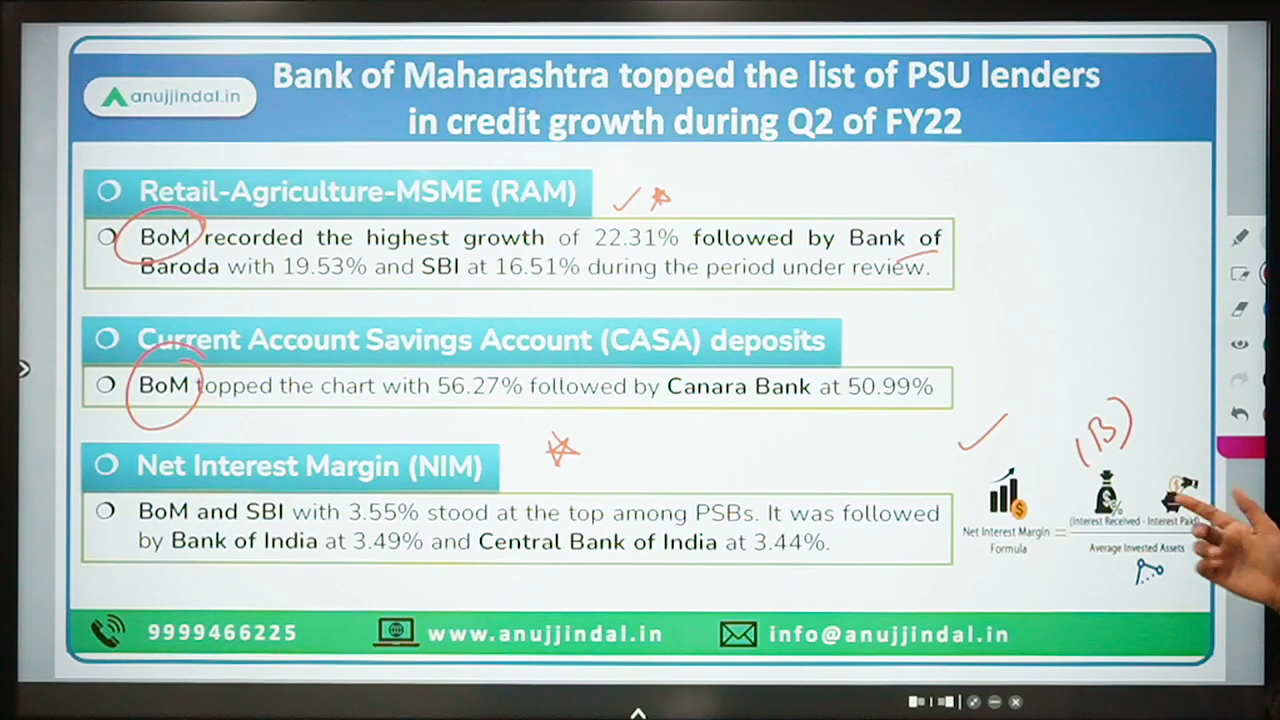 anujjindal.in
Bank of Maharashtra topped the list of PSU lenders
in credit growth during Q2 of FY22
Retail-Agriculture-MSME (RAM)
BoM recorded the highest growth of 22.31% followed by Bank of
Baroda with 19.53% and SBI at 16.51% during the period under review.
Current Account Savings Account (CASA) deposits
BoM topped the chart with 56.27% followed by Canara Bank at 50.99%
Net Interest Margin (NIM)
BoM and SBI with 3.55% stood at the top among PSBs. It was followed
by Bank of India at 3.49% and Central Bank of India at 3.44%.
(B)
Net Interest Margin
Formula
=
(Interest Received - Interest Paid)
Average Invested Assets
9999466225
www.anujjindal.in
info@anujjindal.in